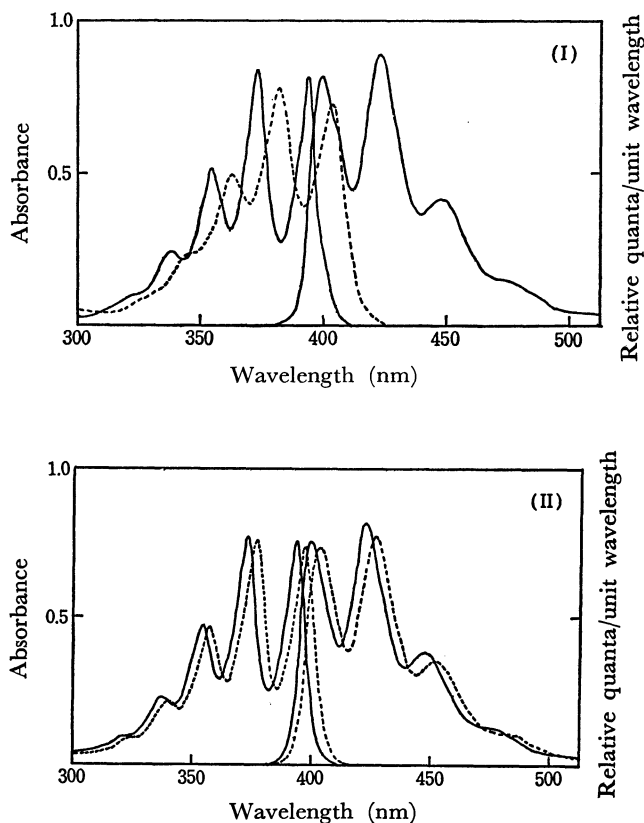 1.0
(I)
0.5
Absorbance
Relative quanta/unit wavelength
300 350 400 450 500
Wavelength (nm)
1.0
(II)
0.5
Absorbance
Relative quanta/unit wavelength
300 350 400 450 500
Wavelength (nm)